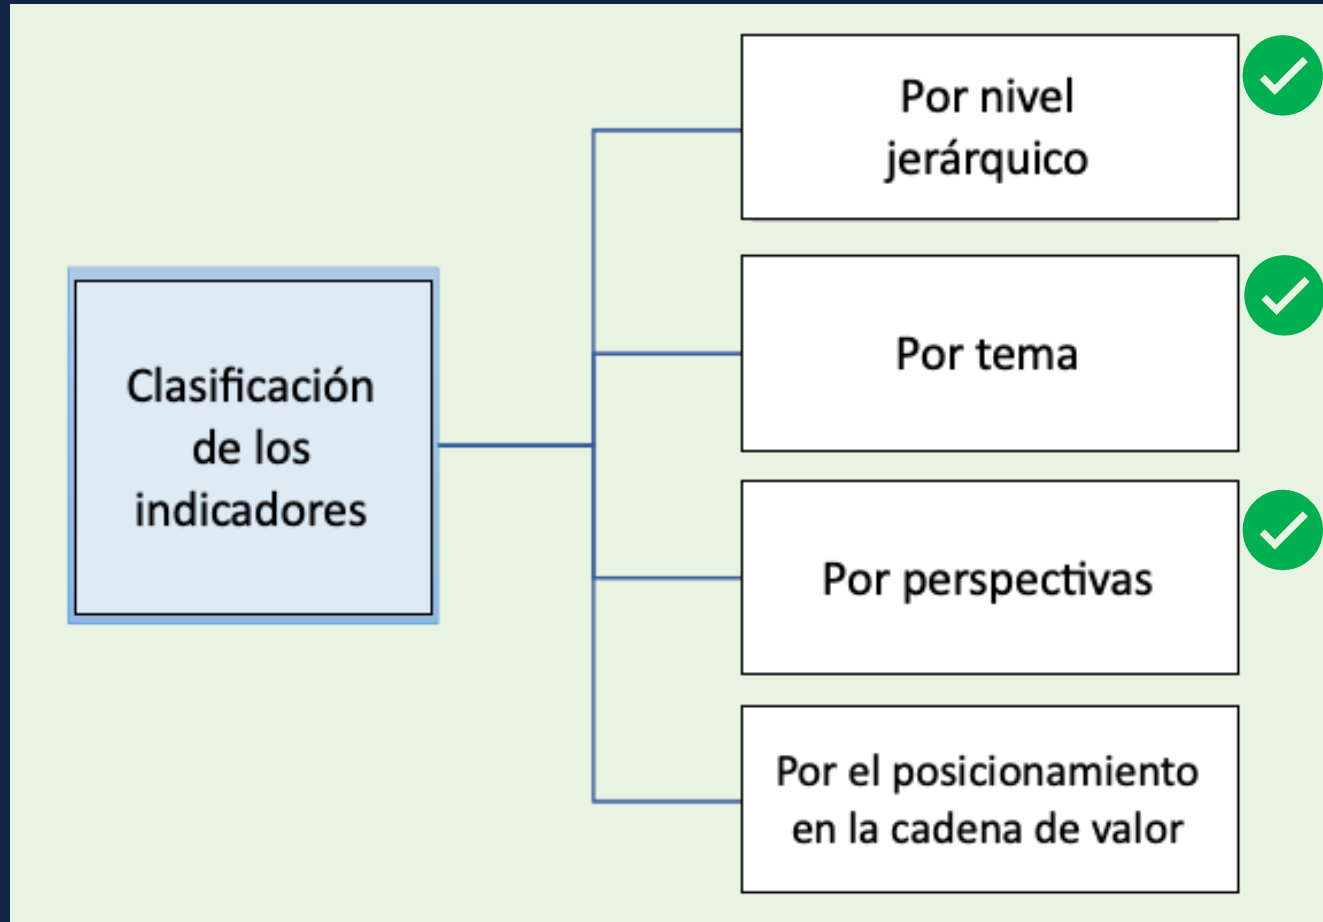 Clasificación
de los
indicadores
Por nivel
jerárquico
Por tema
Por perspectivas
Por el posicionamiento
en la cadena de valor